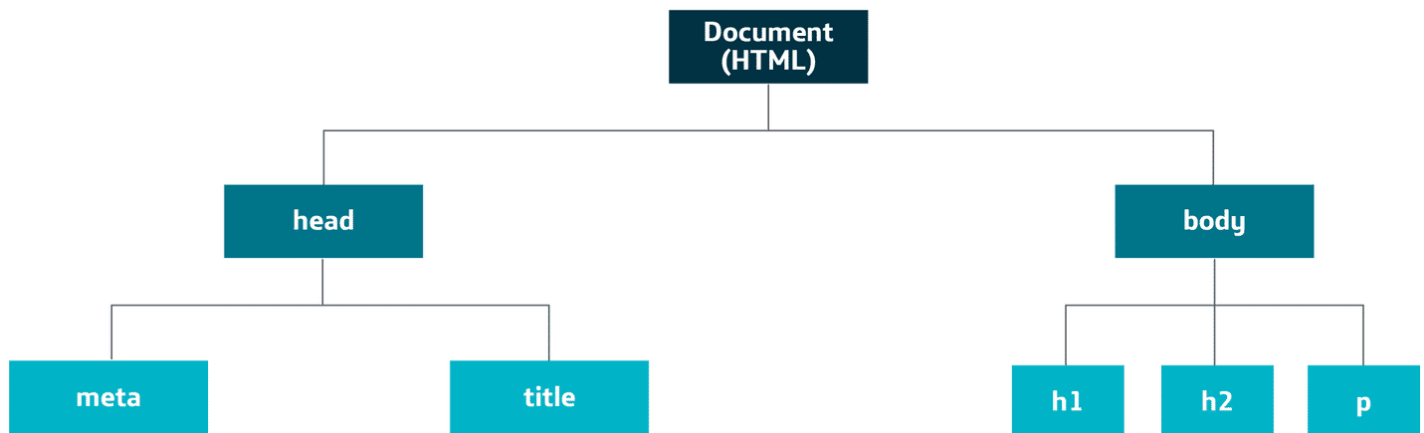 Document
(HTML)
head
body
meta
title
h1
h2
p